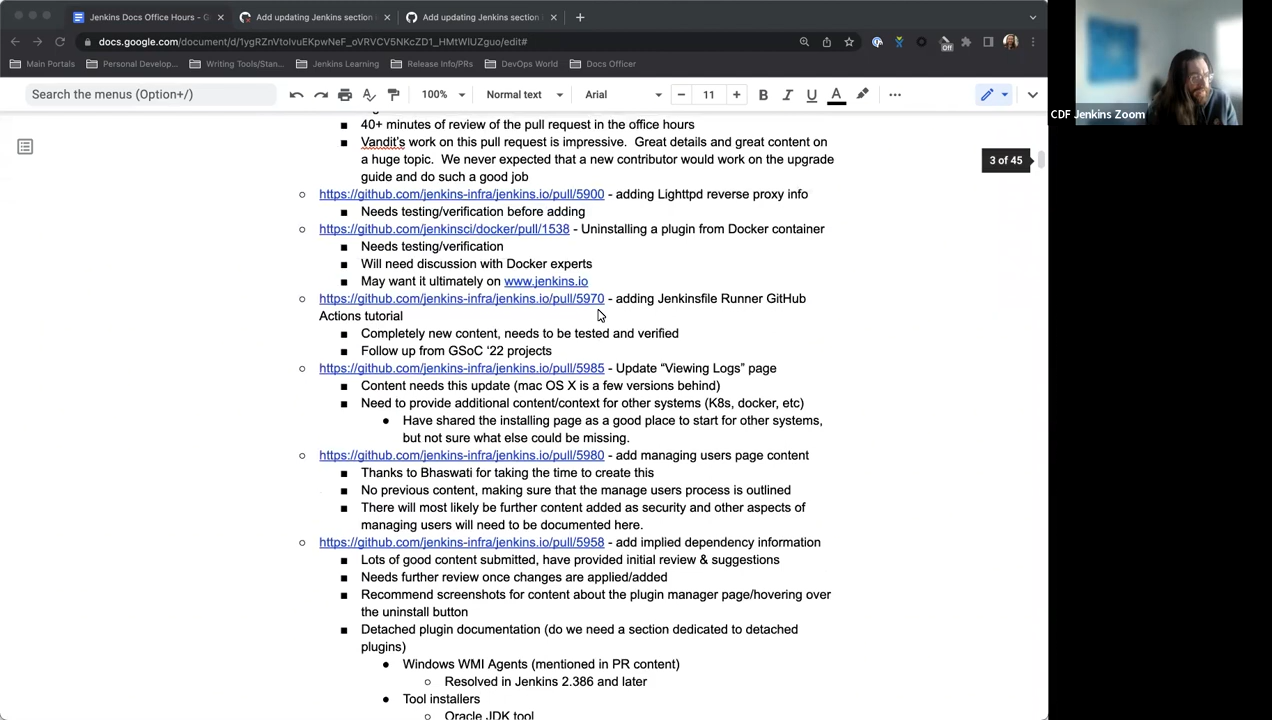 Jenkins Docs Office Hours - G
Add updating Jenkins section
Add updating Jenkins section
docs.google.com/document/d/1ygRZnVtoIvuEKpwNeF_oVRVCV5NKcZD1_HMtWlUZguo/edit#
Main Portals
Personal Develop...
Writing Tools/Stan...
Jenkins Learning
Release Info/PRs
DevOps World
Docs Officer
Search the menus (Option+/)
100%
Normal text
Arial
11
40+ minutes of review of the pull request in the office hours
Vandit's work on this pull request is impressive. Great details and great content on
a huge topic. We never expected that a new contributor would work on the upgrade
guide and do such a good job
https://github.com/jenkins-infra/jenkins.io/pull/5900 - adding Lighttpd reverse proxy info
Needs testing/verification before adding
https://github.com/jenkinsci/docker/pull/1538 - Uninstalling a plugin from Docker container
Needs testing/verification
Will need discussion with Docker experts
May want it ultimately on www.jenkins.io
https://github.com/jenkins-infra/jenkins.io/pull/5970 - adding Jenkinsfile Runner GitHub
Actions tutorial
Completely new content, needs to be tested and verified
Follow up from GSoC '22 projects
https://github.com/jenkins-infra/jenkins.io/pull/5985 - Update “Viewing Logs” page
Content needs this update (mac OS X is a few versions behind)
Need to provide additional content/context for other systems (K8s, docker, etc)
Have shared the installing page as a good place to start for other systems,
but not sure what else could be missing.
https://github.com/jenkins-infra/jenkins.io/pull/5980 - add managing users page content
Thanks to Bhaswati for taking the time to create this
No previous content, making sure that the manage users process is outlined
There will most likely be further content added as security and other aspects of
managing users will need to be documented here.
https://github.com/jenkins-infra/jenkins.io/pull/5958 - add implied dependency information
Lots of good content submitted, have provided initial review & suggestions
Needs further review once changes are applied/added
Recommend screenshots for content about the plugin manager page/hovering over
the uninstall button
Detached plugin documentation (do we need a section dedicated to detached
plugins)
Windows WMI Agents (mentioned in PR content)
Resolved in Jenkins 2.386 and later
Tool installers
Oracle JDK tool
3 of 45
Off
CDF Jenkins Zoom